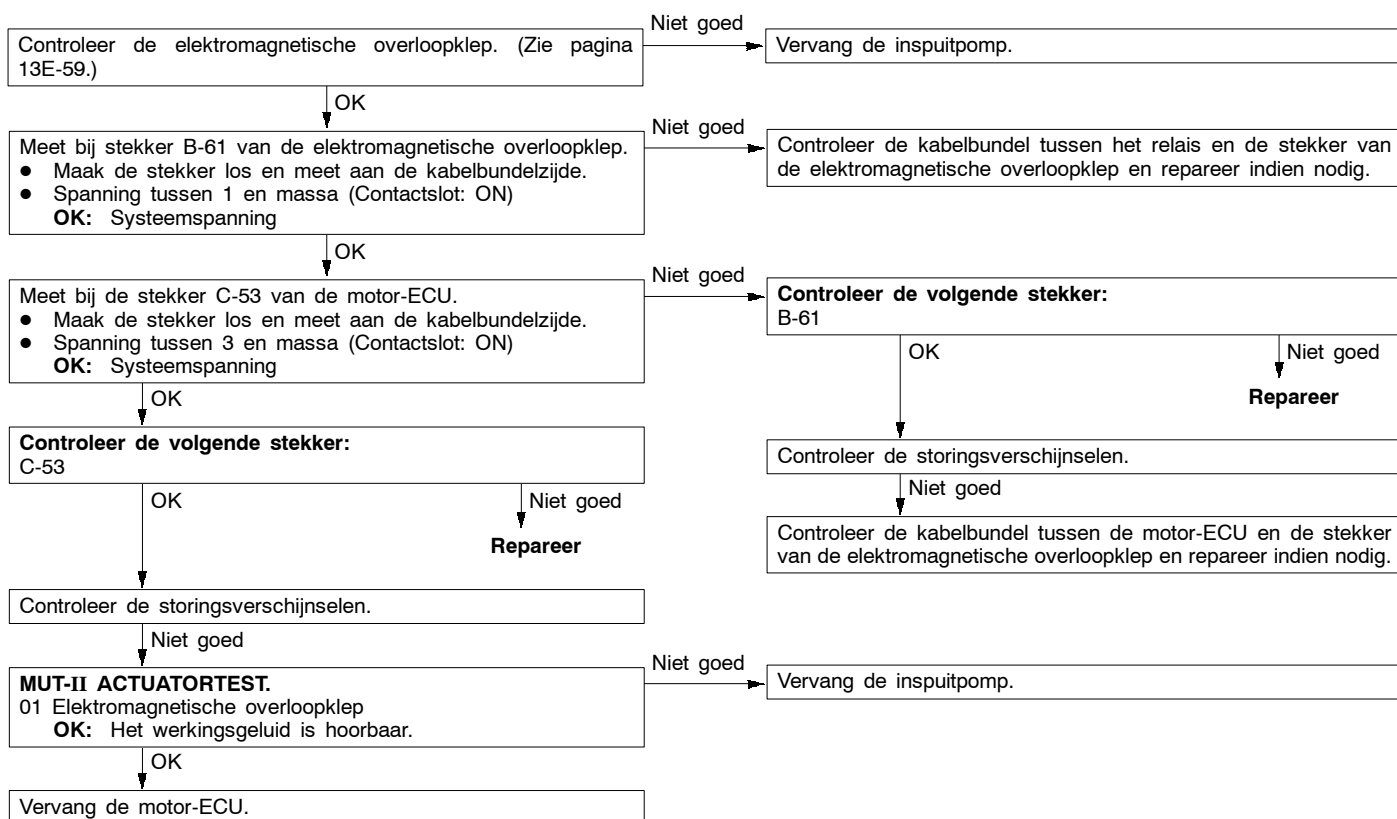 Niet goed
Controleer de elektromagnetische overloopklep. (Zie pagina
13E-59.)
Vervang de inspuitpomp.
OK
Niet goed
Meet bij stekker B-61 van de elektromagnetische overloopklep.
● Maak de stekker los en meet aan de kabelbundelzijde.
● Spanning tussen 1 en massa (Contactslot: ON)
OK: Systeemspanning
Controleer de kabelbundel tussen het relais en de stekker van
de elektromagnetische overloopklep en repareer indien nodig.
OK
Niet goed
Meet bij de stekker C-53 van de motor-ECU.
● Maak de stekker los en meet aan de kabelbundelzijde.
● Spanning tussen 3 en massa (Contactslot: ON)
OK: Systeemspanning
Controleer de volgende stekker:
B-61
OK
Niet goed
Repareer
OK
Controleer de volgende stekker:
C-53
Controleer de storingsverschijnselen.
OK
Niet goed
Niet goed
Repareer
Controleer de kabelbundel tussen de motor-ECU en de stekker
van de elektromagnetische overloopklep en repareer indien nodig.
Controleer de storingsverschijnselen.
Niet goed
Niet goed
MUT-II ACTUATORTEST.
01 Elektromagnetische overloopklep
OK: Het werkingsgeluid is hoorbaar.
Vervang de inspuitpomp.
OK
Vervang de motor-ECU.